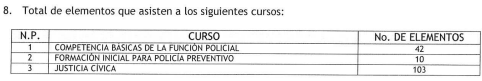 8. Total de elementos que asisten a los siguientes cursos:
N.P. CURSO No. DE ELEMENTOS
1 COMPETENCIA BÁSICAS DE LA FUNCIÓN POLICIAL 42
2 FORMACIÓN INICIAL PARA POLICÍA PREVENTIVO 10
3 JUSTICIA CÍVICA 103